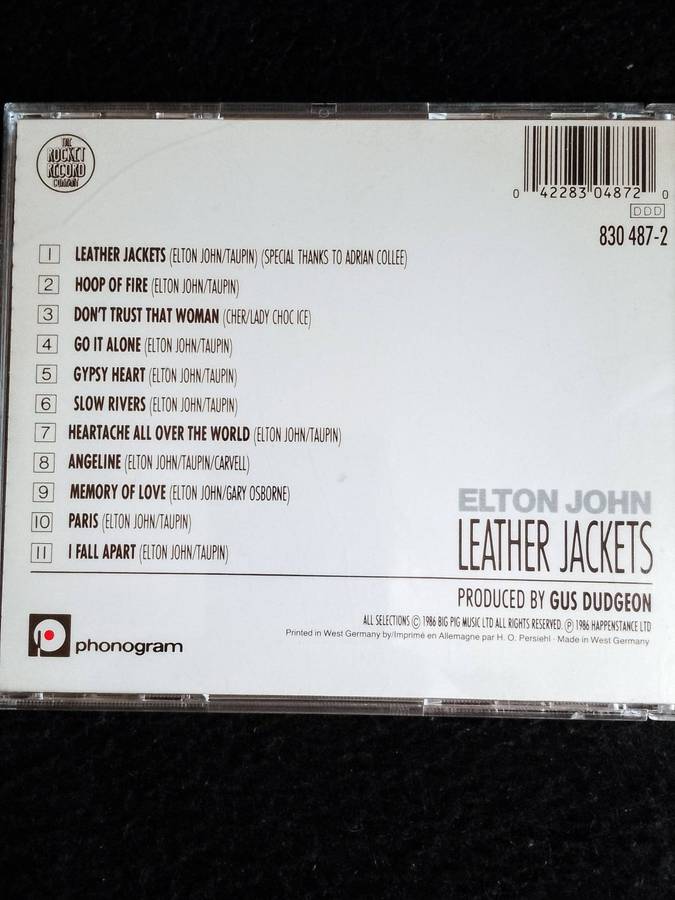 THE
ROCKET
RECORD
COMPANY
0 42283 04872 0
DDD
830 487-2
1 LEATHER JACKETS (ELTON JOHN/TAUPIN) (SPECIAL THANKS TO ADRIAN COLLEE)
2 HOOP OF FIRE (ELTON JOHN/TAUPIN)
3 DON'T TRUST THAT WOMAN (CHER/LADY CHOC ICE)
4 GO IT ALONE (ELTON JOHN/TAUPIN)
5 GYPSY HEART (ELTON JOHN/TAUPIN)
6 SLOW RIVERS (ELTON JOHN/TAUPIN)
7 HEARTACHE ALL OVER THE WORLD (ELTON JOHN/TAUPIN)
8 ANGELINE (ELTON JOHN/TAUPIN/CARVELL)
9 MEMORY OF LOVE (ELTON JOHN/GARY OSBORNE)
10 PARIS (ELTON JOHN/TAUPIN)
11 I FALL APART (ELTON JOHN/TAUPIN)
ELTON JOHN
LEATHER JACKETS
PRODUCED BY GUS DUDGEON
ALL SELECTIONS © 1986 BIG PIG MUSIC LTD ALL RIGHTS RESERVED. ℗ 1986 HAPPENSTANCE LTD
Printed in West Germany by/Imprimé en Allemagne par H. O. Persiehl · Made in West Germany
phonogram